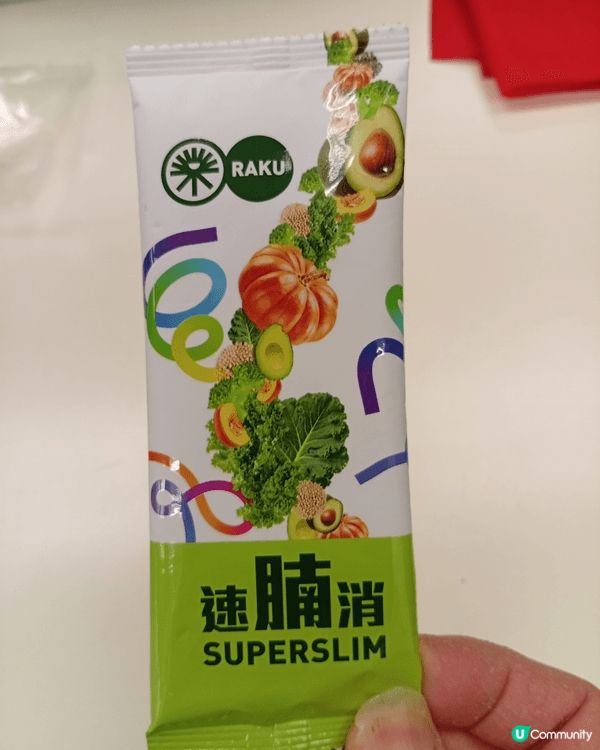 RAKU
速腩消
SUPERSLIM
U Community